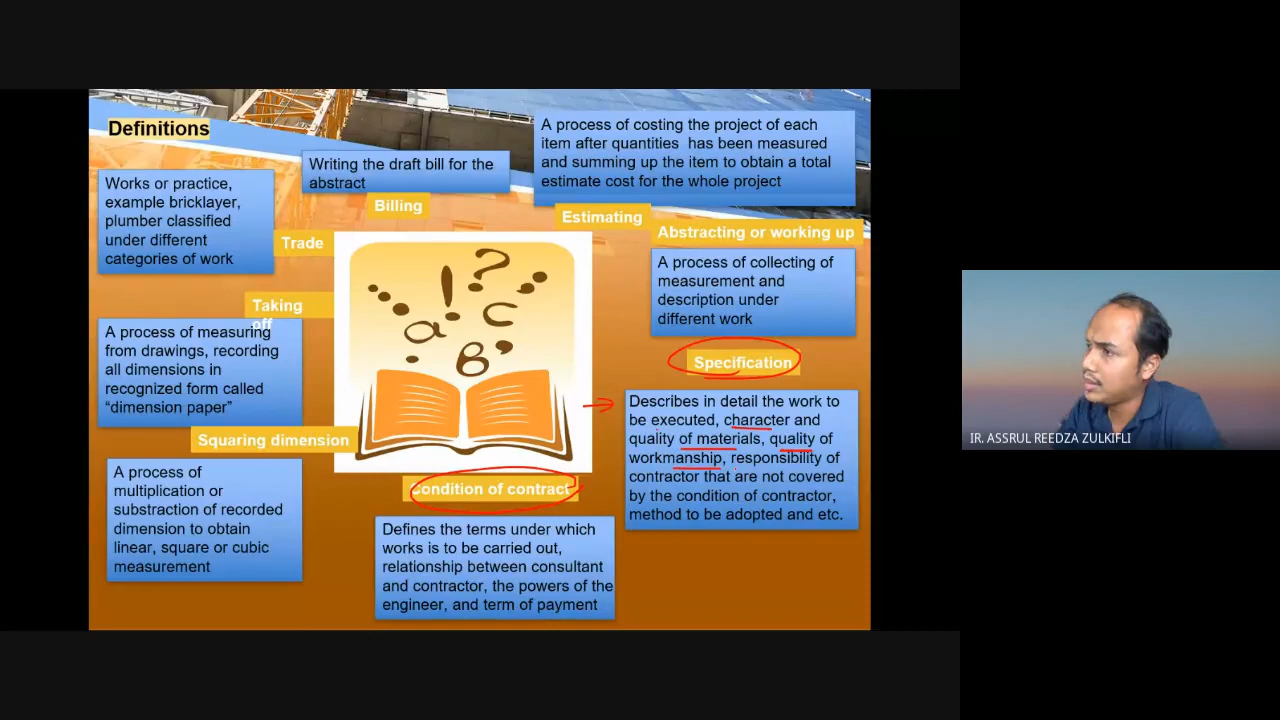 Definitions
A process of costing the project of each
item after quantities has been measured
and summing up the item to obtain a total
estimate cost for the whole project
Writing the draft bill for the
abstract
Billing
Estimating
Works or practice,
example bricklayer,
plumber classified
under different
categories of work
Trade
Abstracting or working up
A process of collecting of
measurement and
description under
different work
Taking
off
A process of measuring
from drawings, recording
all dimensions in
recognized form called
“dimension paper”
Specification
Describes in detail the work to
be executed, character and
quality of materials, quality of
workmanship, responsibility of
contractor that are not covered
by the condition of contractor,
method to be adopted and etc.
Squaring dimension
A process of
multiplication or
substraction of recorded
dimension to obtain
linear, square or cubic
measurement
Condition of contract
Defines the terms under which
works is to be carried out,
relationship between consultant
and contractor, the powers of the
engineer, and term of payment
! ? a C B
IR. ASSRUL REEDZA ZULKIFLI